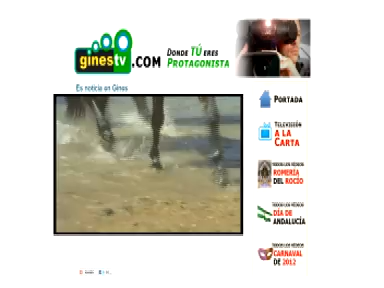 ginestv.COM
DONDE TÚ ERES
PROTAGONISTA
Es noticia en Gines
PORTADA
TELEVISIÓN
A LA
CARTA
TODOS LOS VÍDEOS
ROMERÍA
DEL ROCÍO
TODOS LOS VÍDEOS
DÍA DE
ANDALUCÍA
TODOS LOS VÍDEOS
CARNAVAL
DE 2012